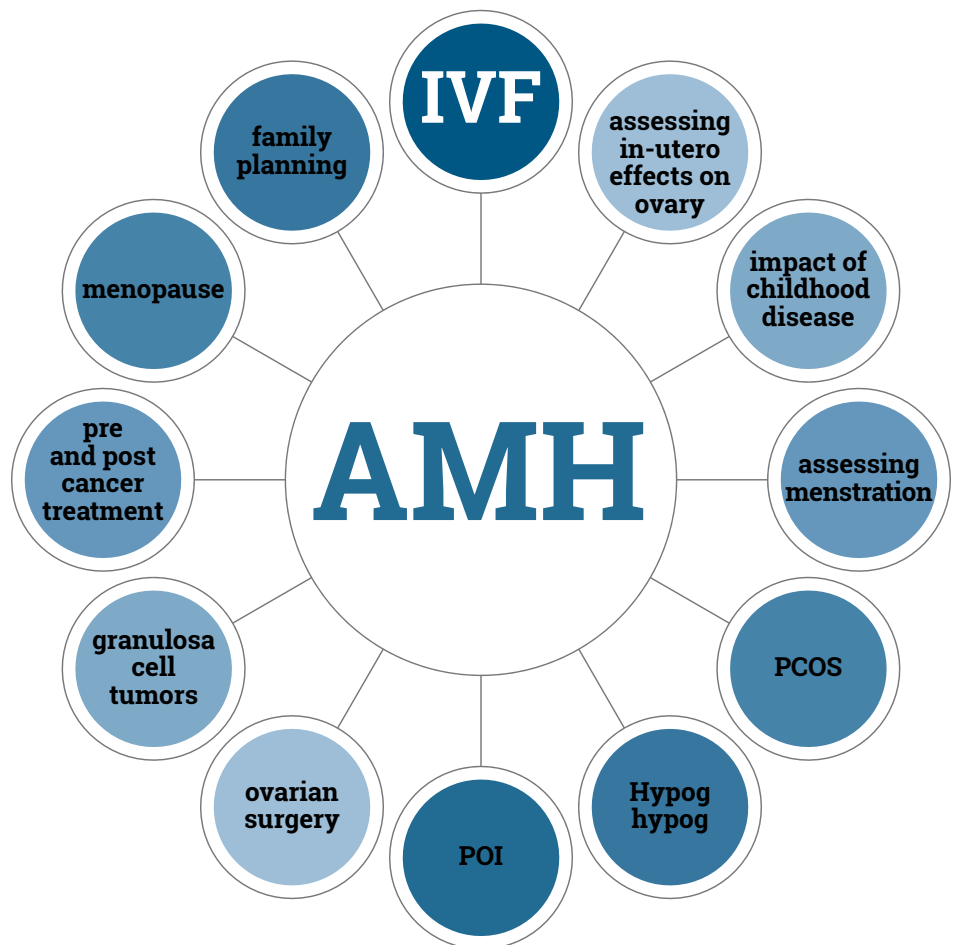 IVF
assessing
in-utero
effects on
ovary
impact of
childhood
disease
assessing
menstration
PCOS
Hypog
hypog
POI
ovarian
surgery
granulosa
cell
tumors
pre
and post
cancer
treatment
menopause
family
planning
AMH